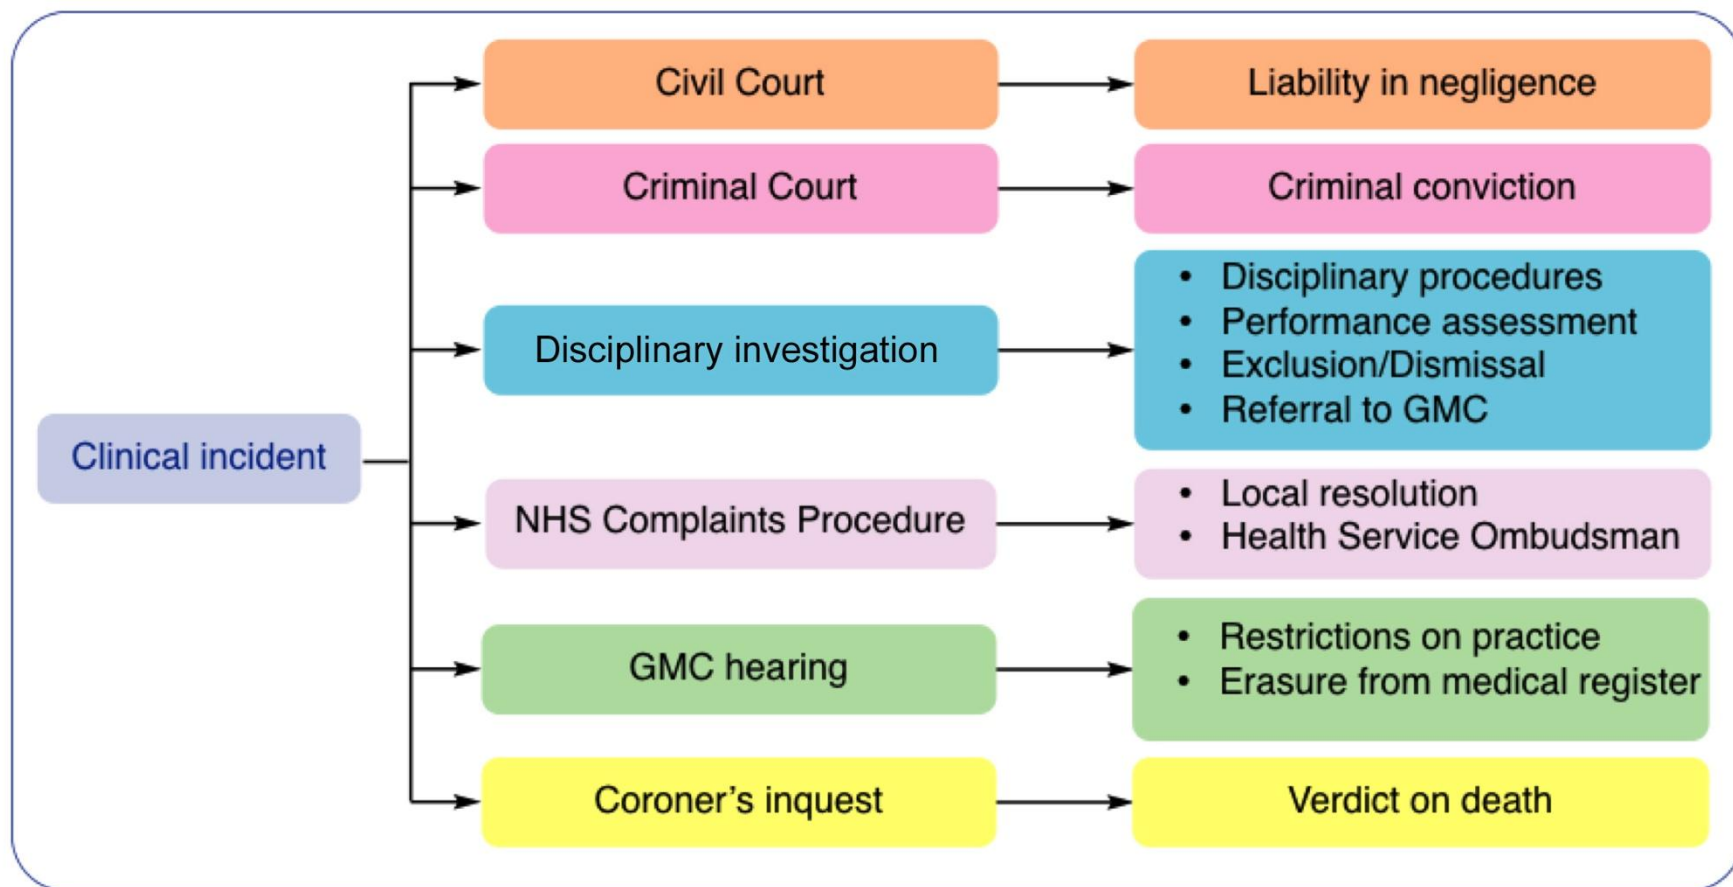 Civil Court
Liability in negligence
Criminal Court
Criminal conviction
Disciplinary investigation
• Disciplinary procedures
• Performance assessment
• Exclusion/Dismissal
• Referral to GMC
Clinical incident
NHS Complaints Procedure
• Local resolution
• Health Service Ombudsman
GMC hearing
• Restrictions on practice
• Erasure from medical register
Coroner’s inquest
Verdict on death